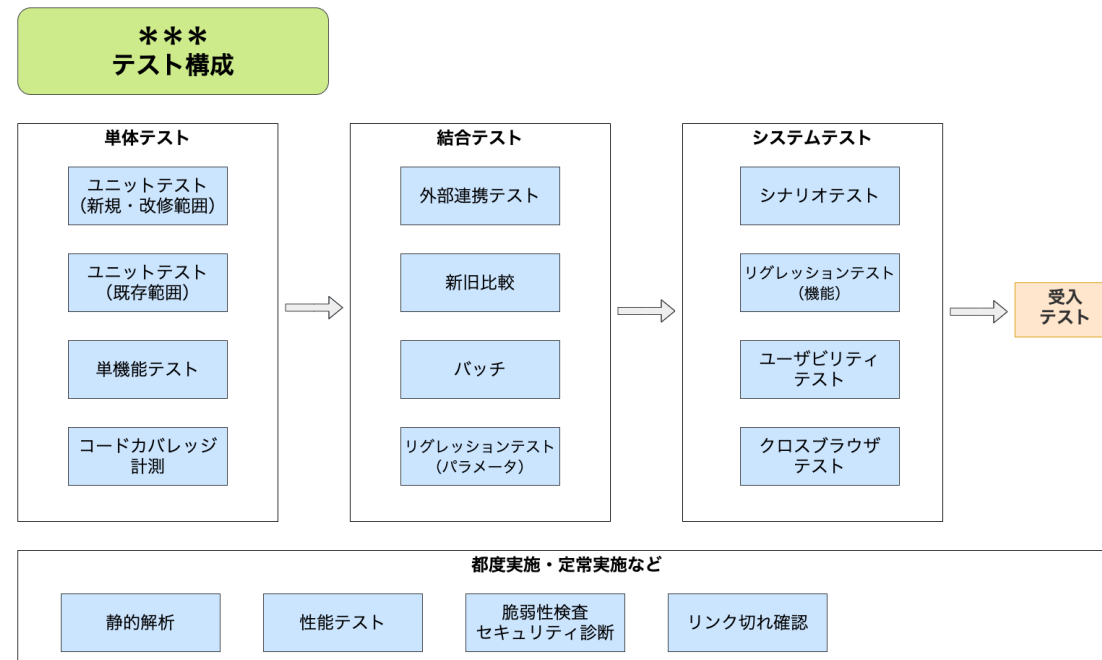 ***
テスト構成
単体テスト
ユニットテスト
（新規・改修範囲）
ユニットテスト
（既存範囲）
単機能テスト
コードカバレッジ
計測
結合テスト
外部連携テスト
新旧比較
バッチ
リグレッションテスト
（パラメータ）
システムテスト
シナリオテスト
リグレッションテスト
（機能）
ユーザビリティ
テスト
クロスブラウザ
テスト
受入
テスト
都度実施・定常実施など
静的解析
性能テスト
脆弱性検査
セキュリティ診断
リンク切れ確認